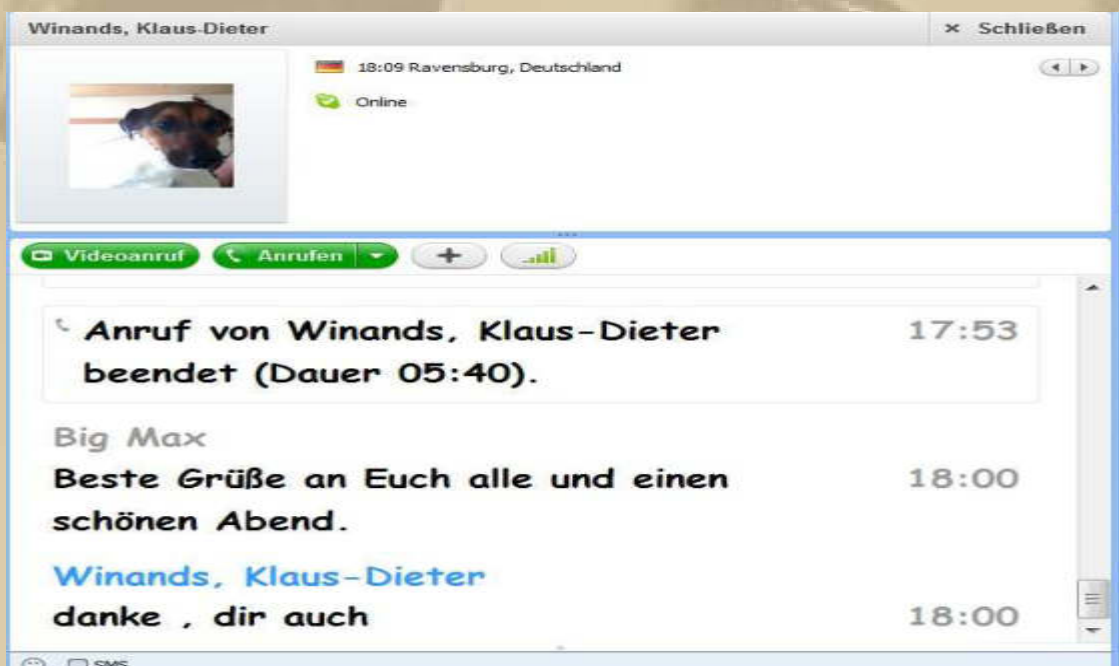 Winands, Klaus-Dieter
× Schließen
18:09 Ravensburg, Deutschland
Online
Videoanruf
Anrufen
Anruf von Winands, Klaus-Dieter
17:53
beendet (Dauer 05:40).
Big Max
Beste Grüße an Euch alle und einen
18:00
schönen Abend.
Winands, Klaus-Dieter
danke , dir auch
18:00
SMS